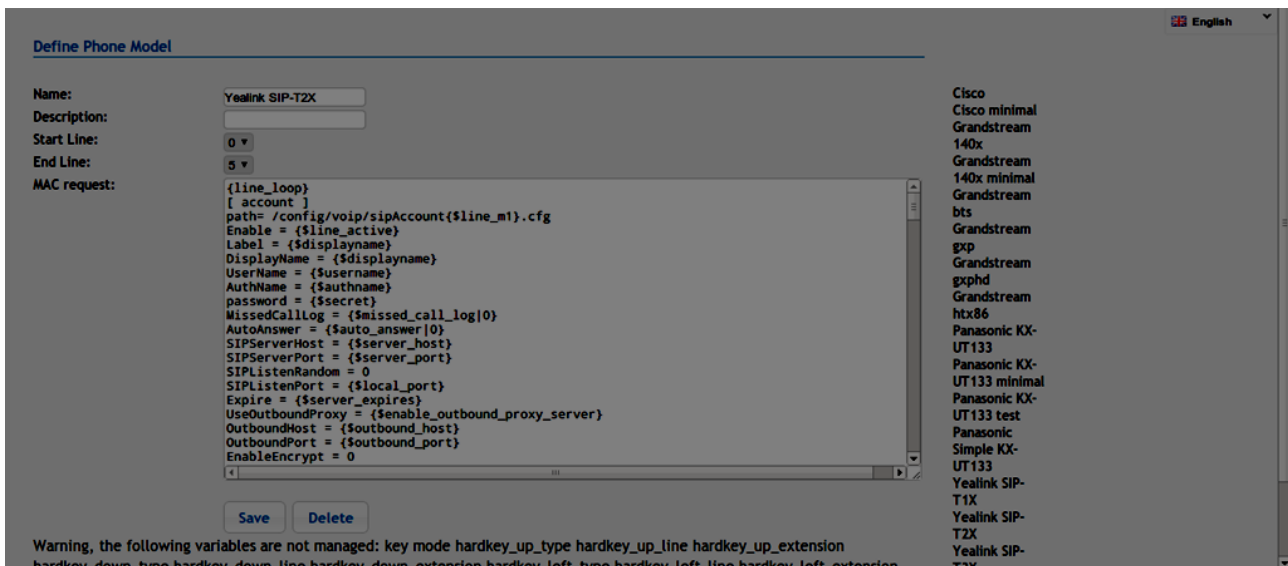 English
Define Phone Model
Name:
Yealink SIP-T2X
Description:
Start Line:
0
End Line:
5
MAC request:
{line_loop}
[ account ]
path= /config/voip/sipAccount{$line_m1}.cfg
Enable = {$line_active}
Label = {$displayname}
DisplayName = {$displayname}
UserName = {$username}
AuthName = {$authname}
password = {$secret}
MissedCallLog = {$missed_call_log|0}
AutoAnswer = {$auto_answer|0}
SIPServerHost = {$server_host}
SIPServerPort = {$server_port}
SIPListenRandom = 0
SIPListenPort = {$local_port}
Expire = {$server_expires}
UseOutboundProxy = {$enable_outbound_proxy_server}
OutboundHost = {$outbound_host}
OutboundPort = {$outbound_port}
EnableEncrypt = 0
Save
Delete
Warning, the following variables are not managed: key mode hardkey_up_type hardkey_up_line hardkey_up_extension
hardkey_down_type hardkey_down_line hardkey_down_extension hardkey_left_type hardkey_left_line hardkey_left_extension
Cisco
Cisco minimal
Grandstream
140x
Grandstream
140x minimal
Grandstream
bts
Grandstream
gxp
Grandstream
gxphd
Grandstream
htx86
Panasonic KX-
UT133
Panasonic KX-
UT133 minimal
Panasonic KX-
UT133 test
Panasonic
Simple KX-
UT133
Yealink SIP-
T1X
Yealink SIP-
T2X
Yealink SIP-